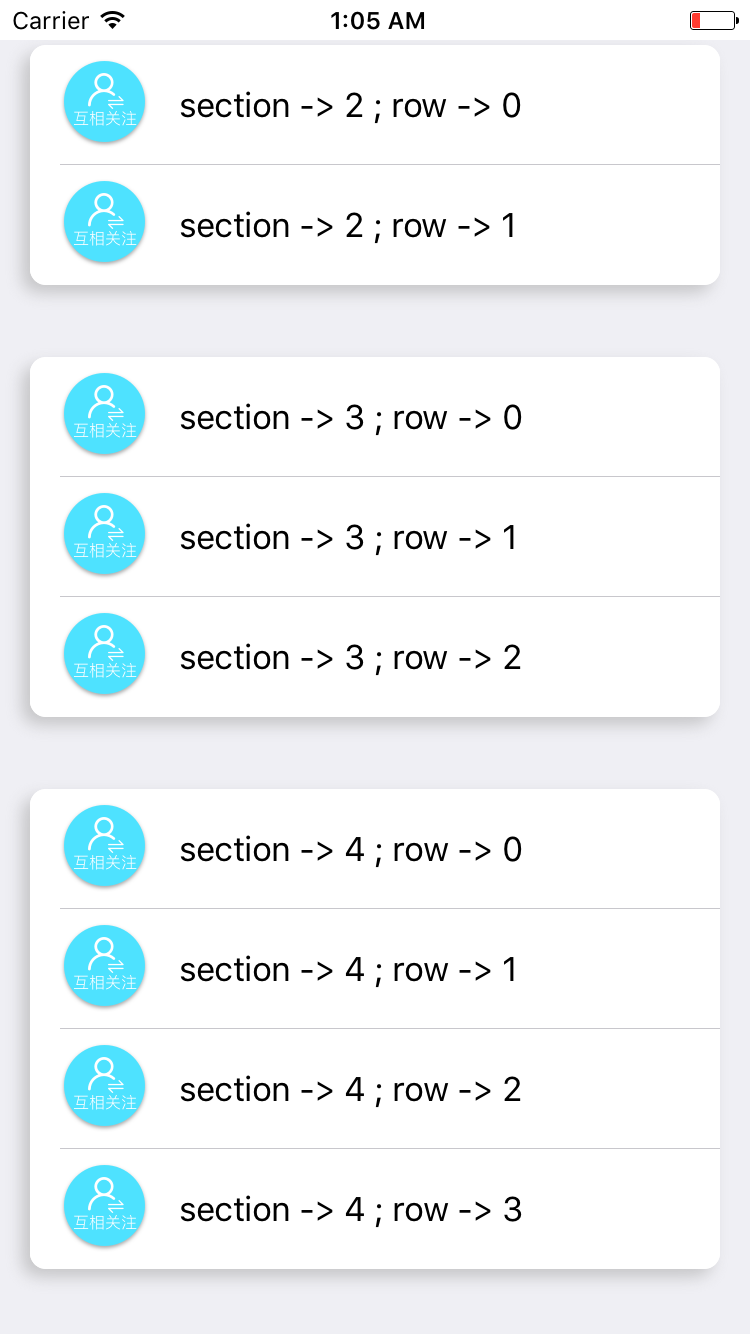 Carrier 1:05 AM
互相关注 section -> 2 ; row -> 0
互相关注 section -> 2 ; row -> 1
互相关注 section -> 3 ; row -> 0
互相关注 section -> 3 ; row -> 1
互相关注 section -> 3 ; row -> 2
互相关注 section -> 4 ; row -> 0
互相关注 section -> 4 ; row -> 1
互相关注 section -> 4 ; row -> 2
互相关注 section -> 4 ; row -> 3